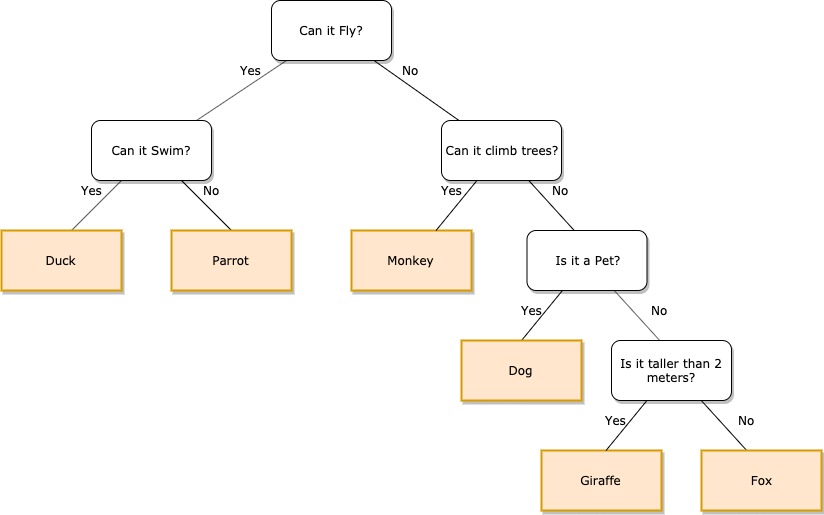 Can it Fly?
Yes
No
Can it Swim?
Can it climb trees?
Yes
No
Yes
No
Duck
Parrot
Monkey
Is it a Pet?
Yes
No
Dog
Is it taller than 2
meters?
Yes
No
Giraffe
Fox